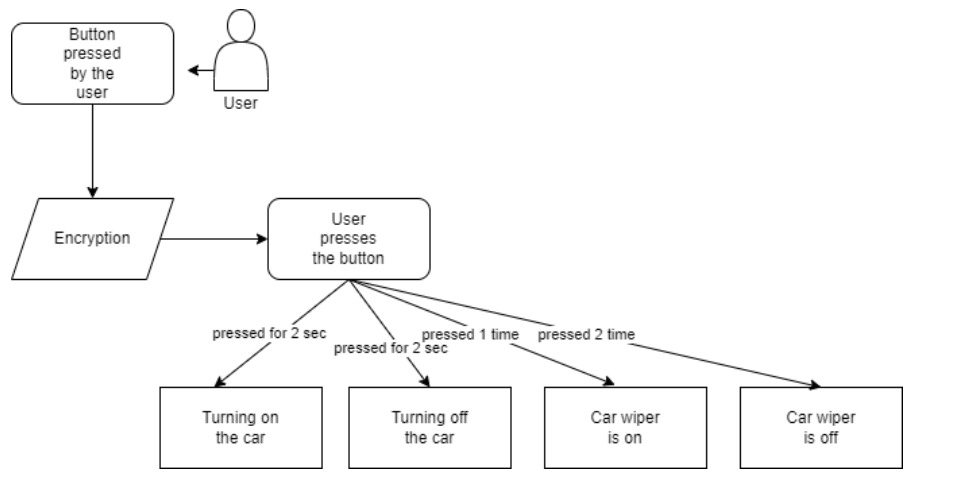 Button
pressed
by the
user
User
Encryption
User
presses
the button
pressed for 2 sec
pressed for 2 sec
pressed 1 time
pressed 2 time
Turning on
the car
Turning off
the car
Car wiper
is on
Car wiper
is off